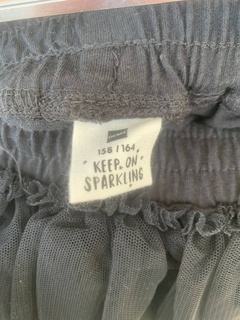 158 / 164
KEEP ON
SPARKLING